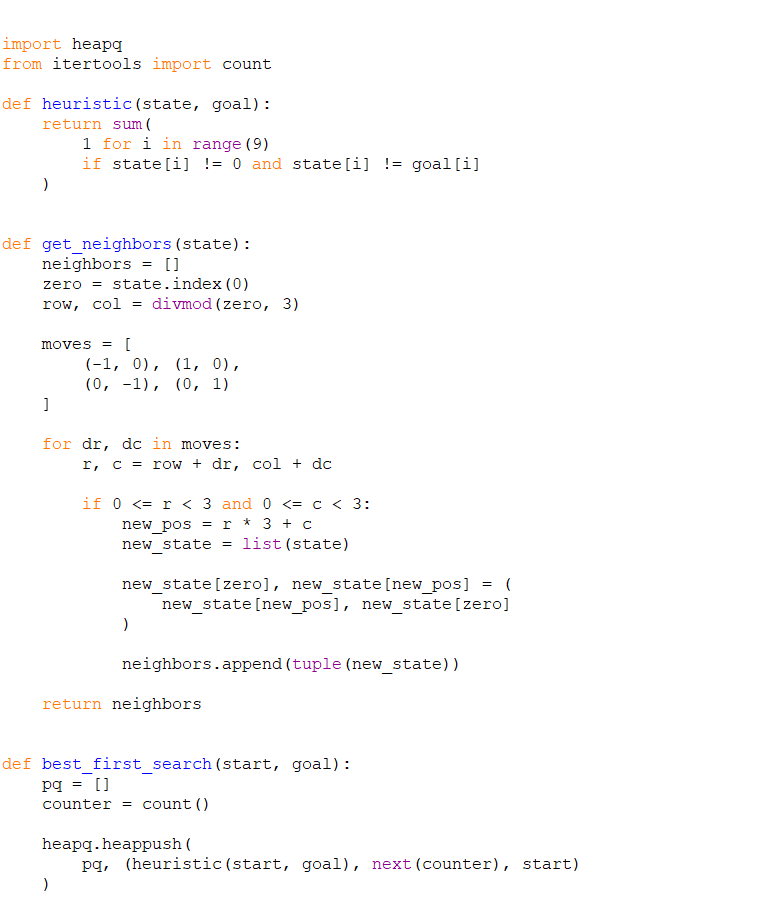 import heapq
from itertools import count

def heuristic(state, goal):
    return sum(
        1 for i in range(9)
        if state[i] != 0 and state[i] != goal[i]
    )


def get_neighbors(state):
    neighbors = []
    zero = state.index(0)
    row, col = divmod(zero, 3)

    moves = [
        (-1, 0), (1, 0),
        (0, -1), (0, 1)
    ]

    for dr, dc in moves:
        r, c = row + dr, col + dc

        if 0 <= r < 3 and 0 <= c < 3:
            new_pos = r * 3 + c
            new_state = list(state)

            new_state[zero], new_state[new_pos] = (
                new_state[new_pos], new_state[zero]
            )

            neighbors.append(tuple(new_state))

    return neighbors


def best_first_search(start, goal):
    pq = []
    counter = count()

    heapq.heappush(
        pq, (heuristic(start, goal), next(counter), start)
    )